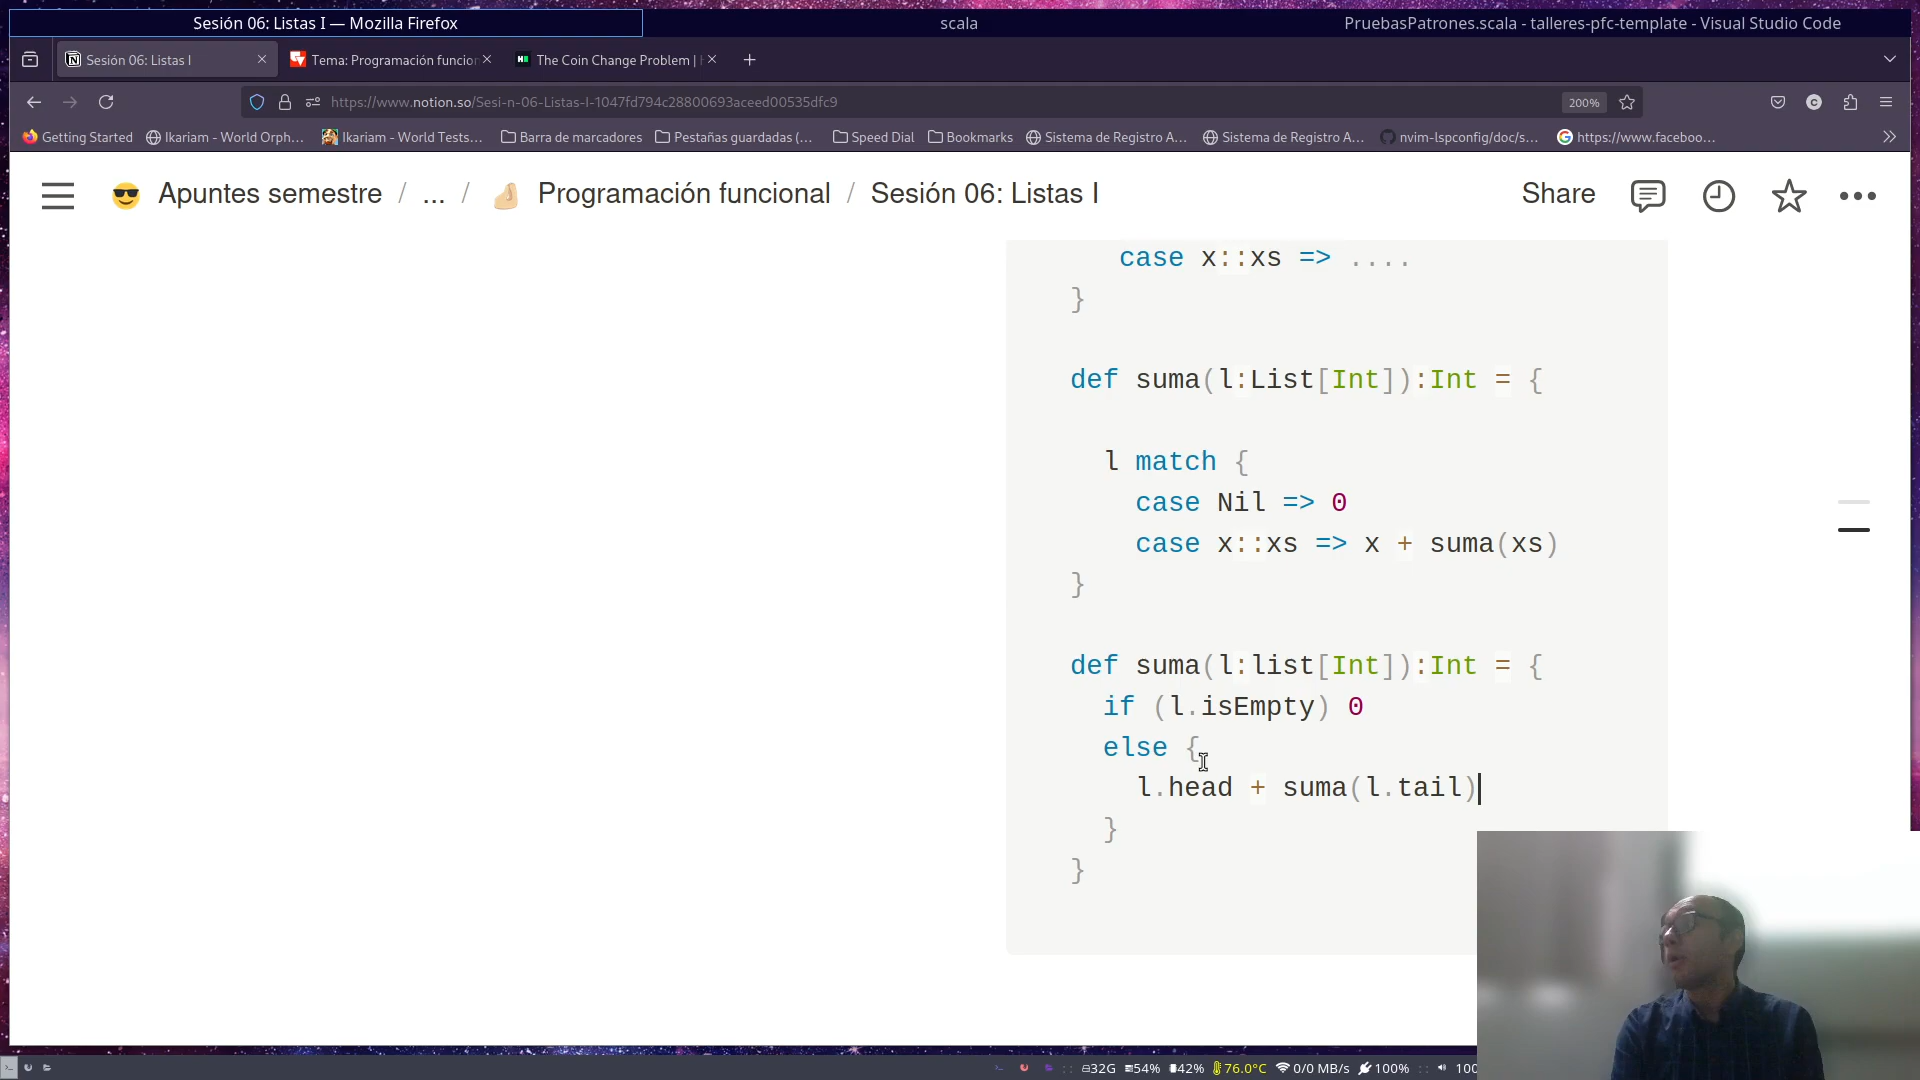 Sesión 06: Listas I — Mozilla Firefox
scala
PruebasPatrones.scala - talleres-pfc-template - Visual Studio Code
Sesión 06: Listas I
Tema: Programación funcion
The Coin Change Problem |
https://www.notion.so/Sesi-n-06-Listas-I-1047fd794c28800693aceed00535dfc9
200%
Getting Started
Ikariam - World Orph...
Ikariam - World Tests...
Barra de marcadores
Pestañas guardadas (...
Speed Dial
Bookmarks
Sistema de Registro A...
Sistema de Registro A...
nvim-lspconfig/doc/s...
https://www.faceboo...
Apuntes semestre / ... / Programación funcional / Sesión 06: Listas I
Share
case x::xs => ....
}
def suma(l:List[Int]):Int = {
l match {
case Nil => 0
case x::xs => x + suma(xs)
}
def suma(l:list[Int]):Int = {
if (l.isEmpty) 0
else {
l.head + suma(l.tail)
}
}
32G
54%
42%
76.0°C
0/0 MB/s
100%
100